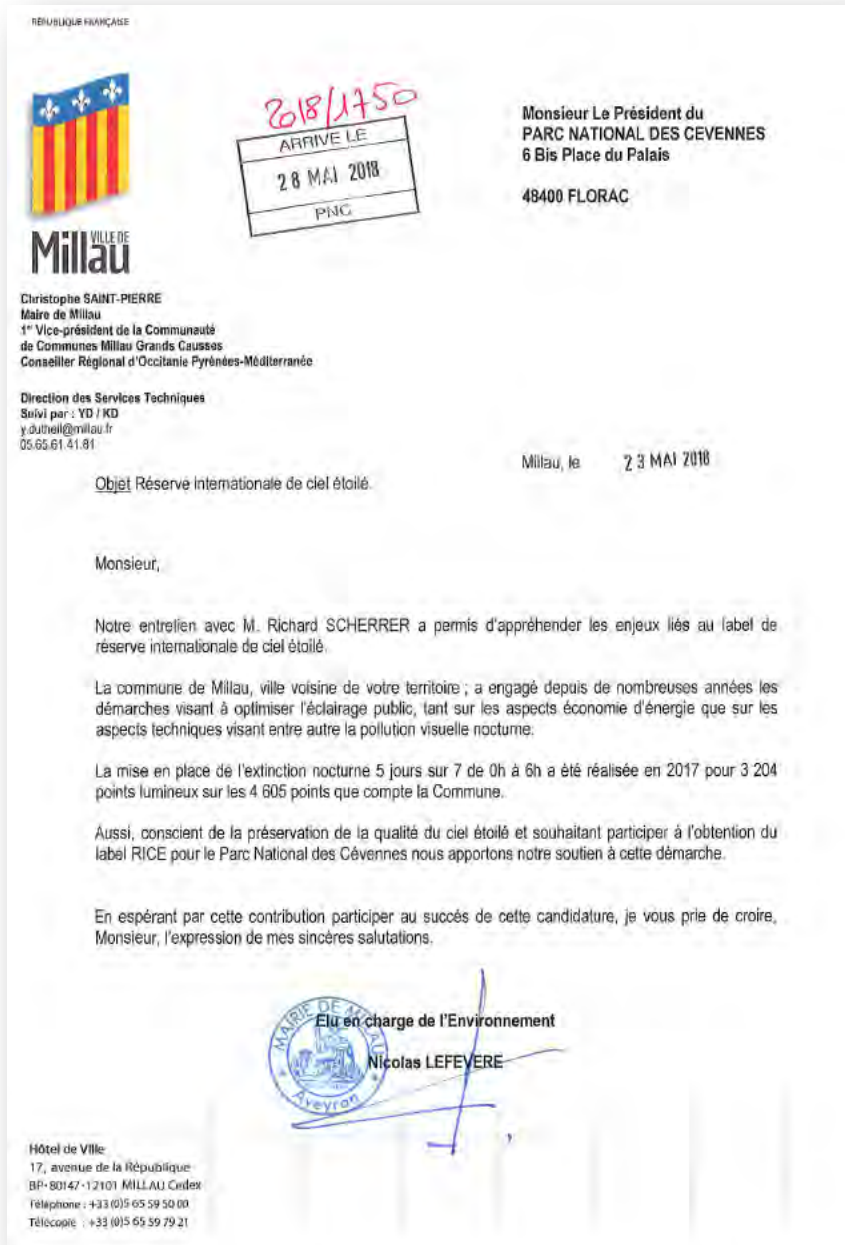 RÉPUBLIQUE FRANÇAISE
2018/1750
ARRIVE LE
28 MAI 2018
PNC
Monsieur Le Président du
PARC NATIONAL DES CEVENNES
6 Bis Place du Palais
48400 FLORAC
VILLE DE
Millau
Christophe SAINT-PIERRE
Maire de Millau
1er Vice-président de la Communauté
de Communes Millau Grands Causses
Conseiller Régional d'Occitanie Pyrénées-Méditerranée
Direction des Services Techniques
Suivi par : YD / KD
y.dutheil@millau.fr
05.65.61.41.81
Millau, le 23 MAI 2018
Objet Réserve internationale de ciel étoilé.
Monsieur,
Notre entretien avec M. Richard SCHERRER a permis d'appréhender les enjeux liés au label de
réserve internationale de ciel étoilé.
La commune de Millau, ville voisine de votre territoire ; a engagé depuis de nombreuses années les
démarches visant à optimiser l'éclairage public, tant sur les aspects économie d'énergie que sur les
aspects techniques visant entre autre la pollution visuelle nocturne.
La mise en place de l'extinction nocturne 5 jours sur 7 de 0h à 6h a été réalisée en 2017 pour 3 204
points lumineux sur les 4 605 points que compte la Commune.
Aussi, conscient de la préservation de la qualité du ciel étoilé et souhaitant participer à l'obtention du
label RICE pour le Parc National des Cévennes nous apportons notre soutien à cette démarche.
En espérant par cette contribution participer au succès de cette candidature, je vous prie de croire,
Monsieur, l'expression de mes sincères salutations.
Elu en charge de l'Environnement
Nicolas LEFEVERE
MAIRIE DE MILLAU
Aveyron
Hôtel de Ville
17, avenue de la République
BP-80147-12101 MILLAU Cedex
Téléphone : +33 (0)5 65 59 50 00
Télécopie : +33 (0)5 65 59 79 21